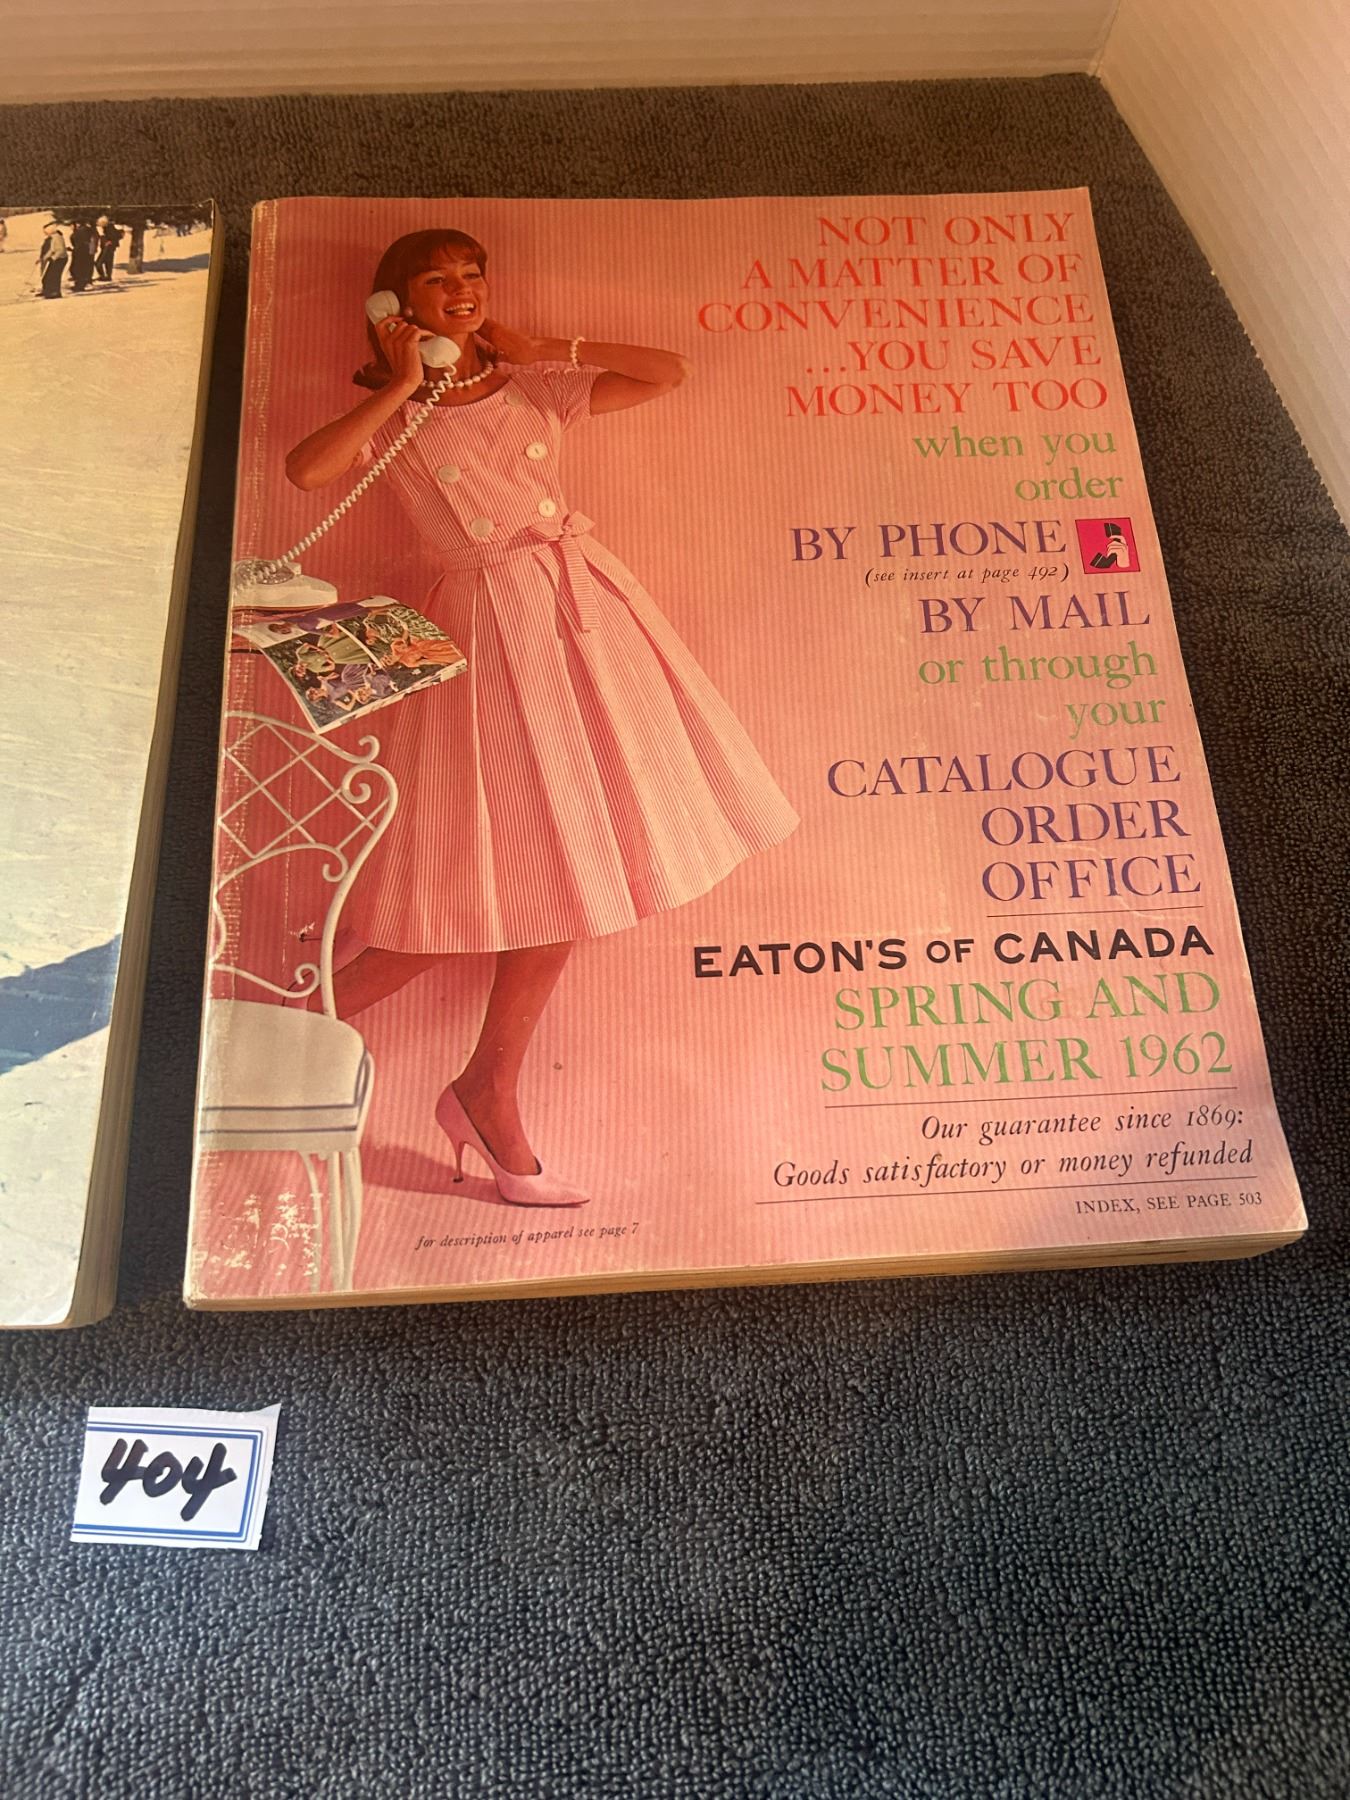 NOT ONLY
A MATTER OF
CONVENIENCE
...YOU SAVE
MONEY TOO
when you
order
BY PHONE
(see insert at page 492)
BY MAIL
or through
your
CATALOGUE
ORDER
OFFICE
EATON'S OF CANADA
SPRING AND
SUMMER 1962
Our guarantee since 1869:
Goods satisfactory or money refunded
INDEX, SEE PAGE 503
for description of apparel see page 7
404